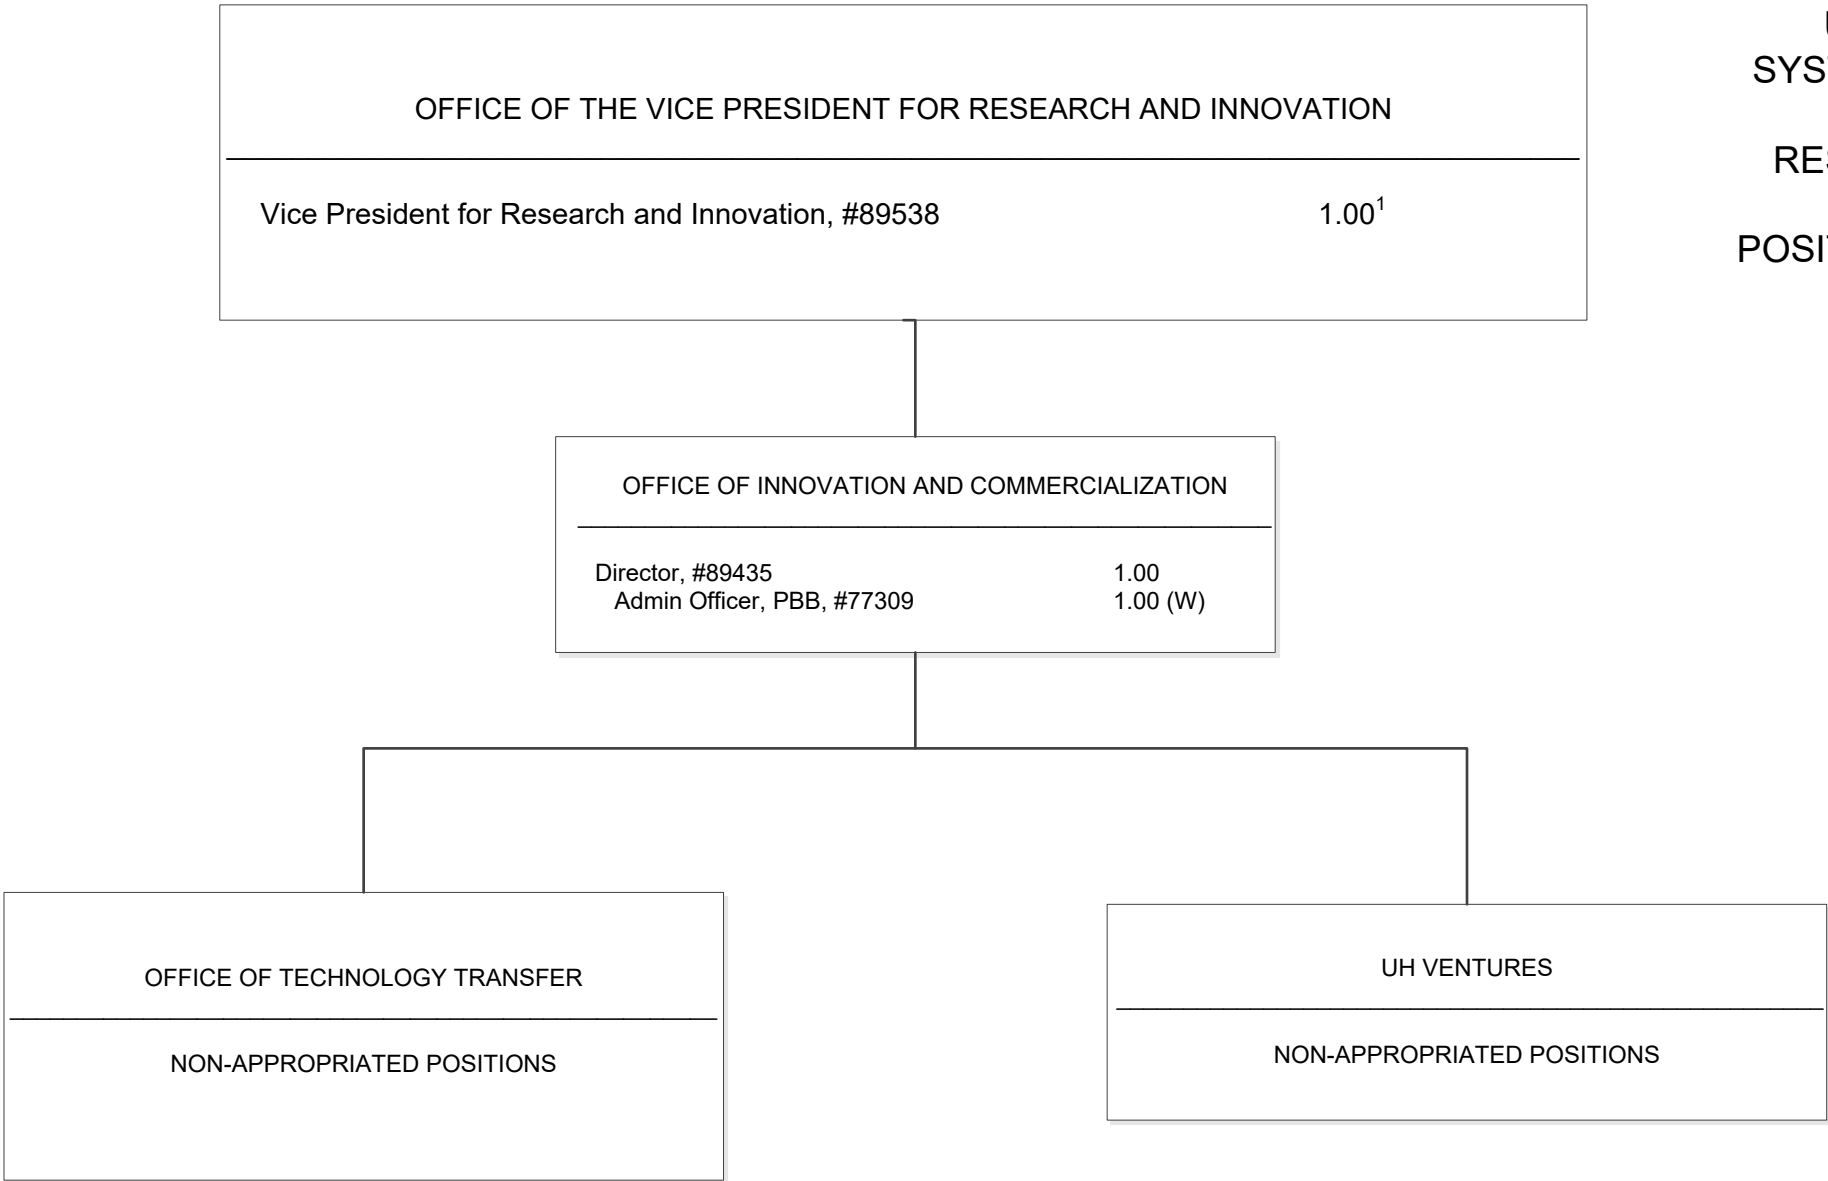 OFFICE OF THE VICE PRESIDENT FOR RESEARCH AND INNOVATION
Vice President for Research and Innovation, #89538 1.00¹
SYS
RES
POSI
OFFICE OF INNOVATION AND COMMERCIALIZATION
Director, #89435 1.00
Admin Officer, PBB, #77309 1.00 (W)
OFFICE OF TECHNOLOGY TRANSFER
NON-APPROPRIATED POSITIONS
UH VENTURES
NON-APPROPRIATED POSITIONS